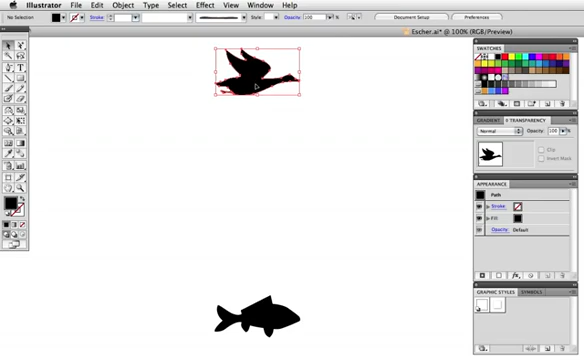 Illustrator File Edit Object Type Select Effect View Window Help
No Selection Stroke: Style: Opacity: 100 Document Setup Preferences
Escher.ai* @ 100% (RGB/Preview)
SWATCHES
GRADIENT TRANSPARENCY
Normal Opacity: 100
Clip
Invert Mask
APPEARANCE
Path
Stroke:
Fill:
Opacity: Default
GRAPHIC STYLES SYMBOLS